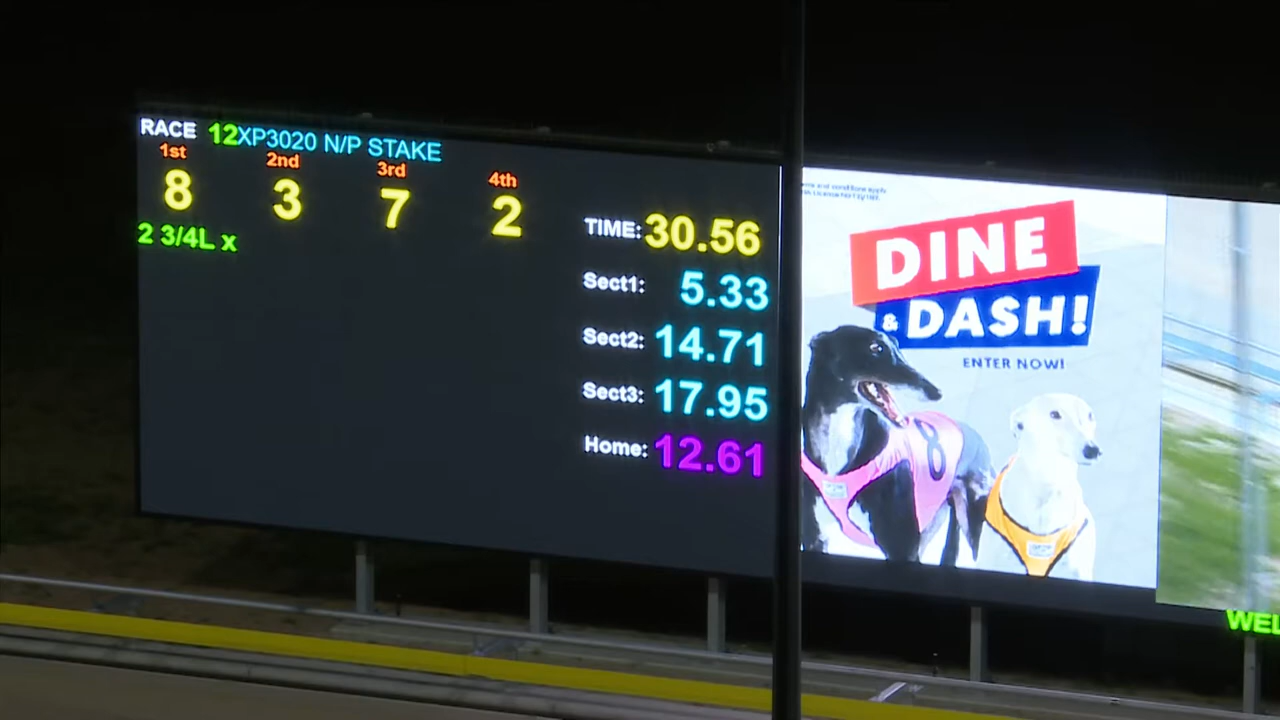 RACE 12XP3020 N/P STAKE
1st 2nd 3rd 4th
8 3 7 2
2 3/4L x
TIME: 30.56
Sect1: 5.33
Sect2: 14.71
Sect3: 17.95
Home: 12.61
DINE
& DASH!
ENTER NOW!
8
WEL